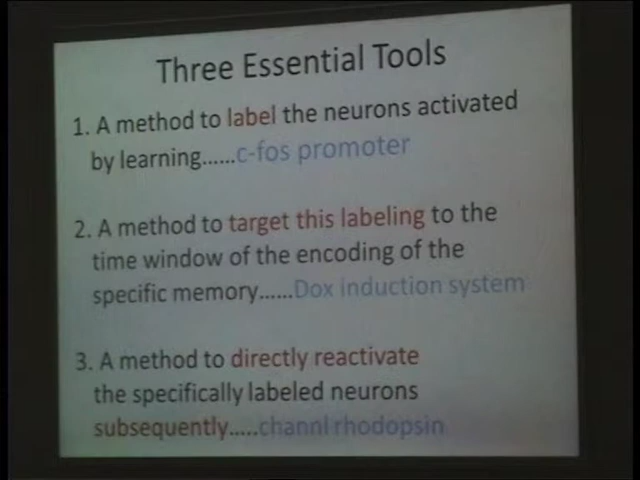 Three Essential Tools
1. A method to label the neurons activated
by learning......c-fos promoter
2. A method to target this labeling to the
time window of the encoding of the
specific memory......Dox induction system
3. A method to directly reactivate
the specifically labeled neurons
subsequently.....channl rhodopsin